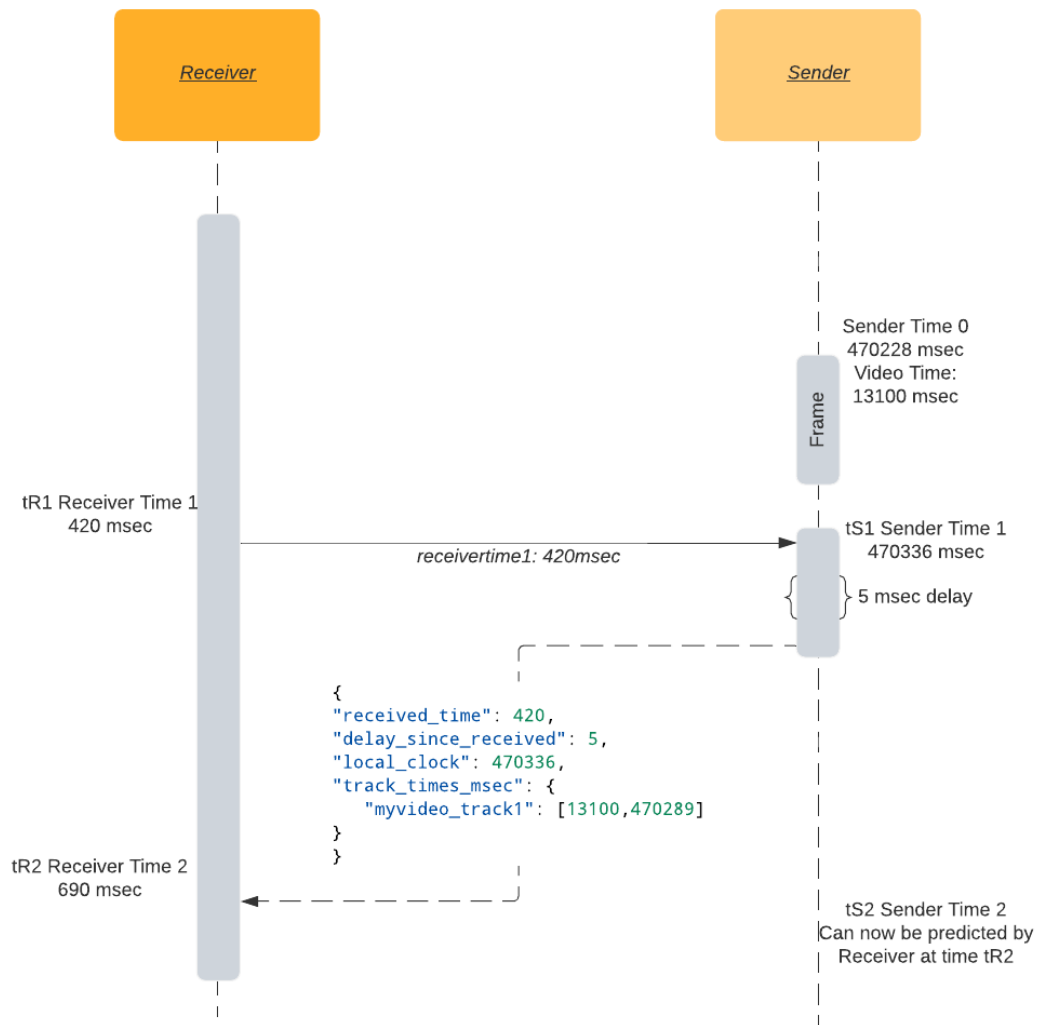 Receiver
Sender
Sender Time 0
470228 msec
Video Time:
13100 msec
Frame
tR1 Receiver Time 1
420 msec
receivertime1: 420msec
tS1 Sender Time 1
470336 msec
5 msec delay
{
"received_time": 420,
"delay_since_received": 5,
"local_clock": 470336,
"track_times_msec": {
"myvideo_track1": [13100,470289]
}
}
tR2 Receiver Time 2
690 msec
tS2 Sender Time 2
Can now be predicted by
Receiver at time tR2